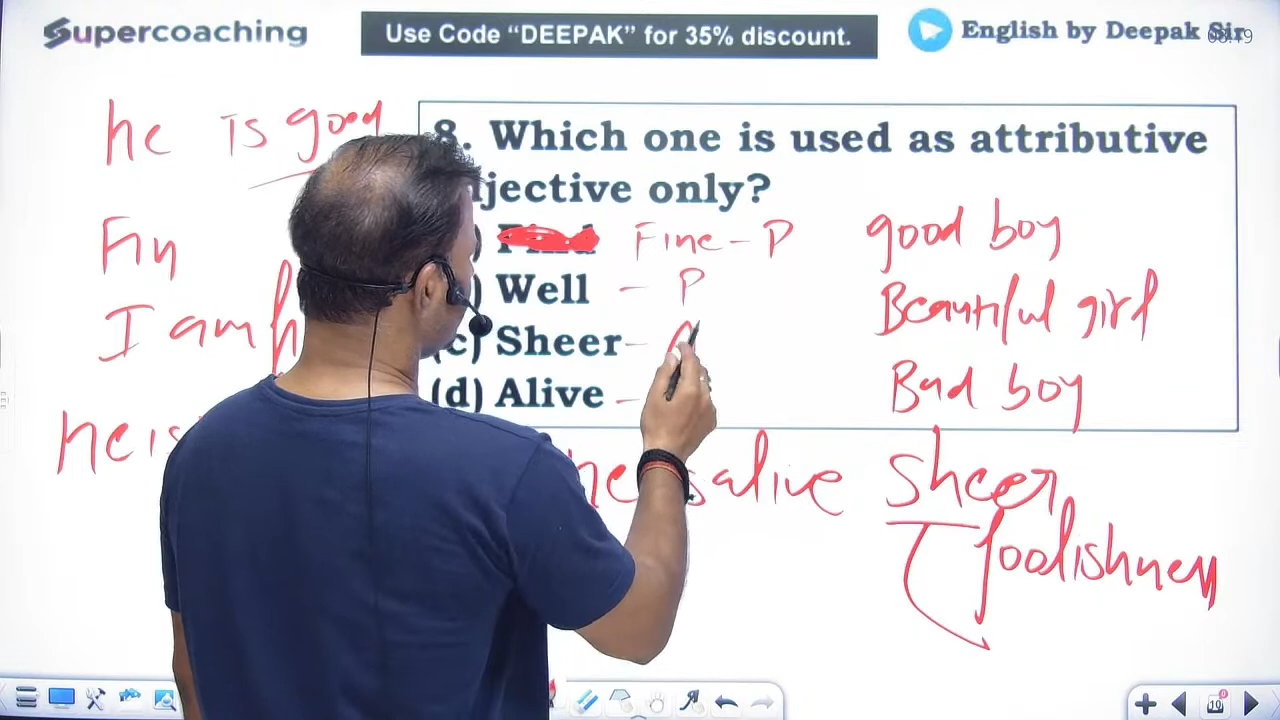 Supercoaching
Use Code “DEEPAK” for 35% discount.
English by Deepak Sir
he is good
8. Which one is used as attributive
djective only?
Fine - P
Well - P
(c) Sheer -
(d) Alive -
good boy
Beautiful girl
Bad boy
I am h
he is
alive
Sheer
foolishness
10